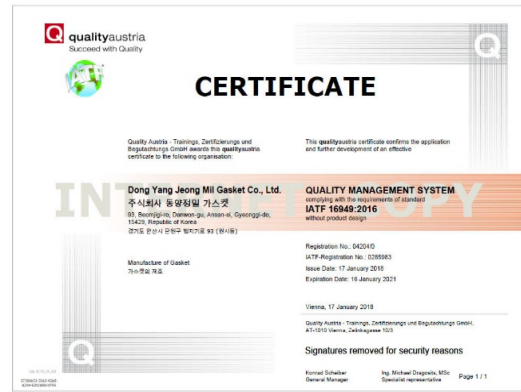 Q qualityaustria
Succeed with Quality
IATF
CERTIFICATE
Quality Austria - Trainings, Zertifizierungs und
Begutachtungs GmbH awards this qualityaustria
certificate to the following organisation:
Dong Yang Jeong Mil Gasket Co., Ltd.
주식회사 동양정밀 가스켓
93, Beomjigi-ro, Danwon-gu, Ansan-si, Gyeonggi-do,
15429, Republic of Korea
경기도 안산시 단원구 범지기로 93 (원시동)
Manufacture of Gasket
가스켓의 제조
This qualityaustria certificate confirms the application
and further development of an effective
QUALITY MANAGEMENT SYSTEM
complying with the requirements of standard
IATF 16949:2016
without product design
Registration No.: 04204/0
IATF-Registration No.: 0285983
Issue Date: 17 January 2018
Expiration Date: 16 January 2021
Vienna, 17 January 2018
Quality Austria - Trainings, Zertifizierungs und Begutachtungs GmbH,
AT-1010 Vienna, Zelinkagasse 10/3
Signatures removed for security reasons
Konrad Scheiber
General Manager
Ing. Michael Dragosits, MSc
Specialist representative
Page 1 / 1